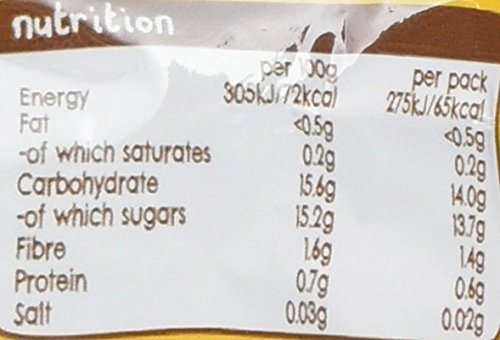 nutrition
per 100g per pack
Energy 305kJ/72kcal 275kJ/65kcal
Fat <0.5g <0.5g
-of which saturates 0.2g 0.2g
Carbohydrate 15.6g 14.0g
-of which sugars 15.2g 13.7g
Fibre 1.6g 1.4g
Protein 0.7g 0.6g
Salt 0.03g 0.02g